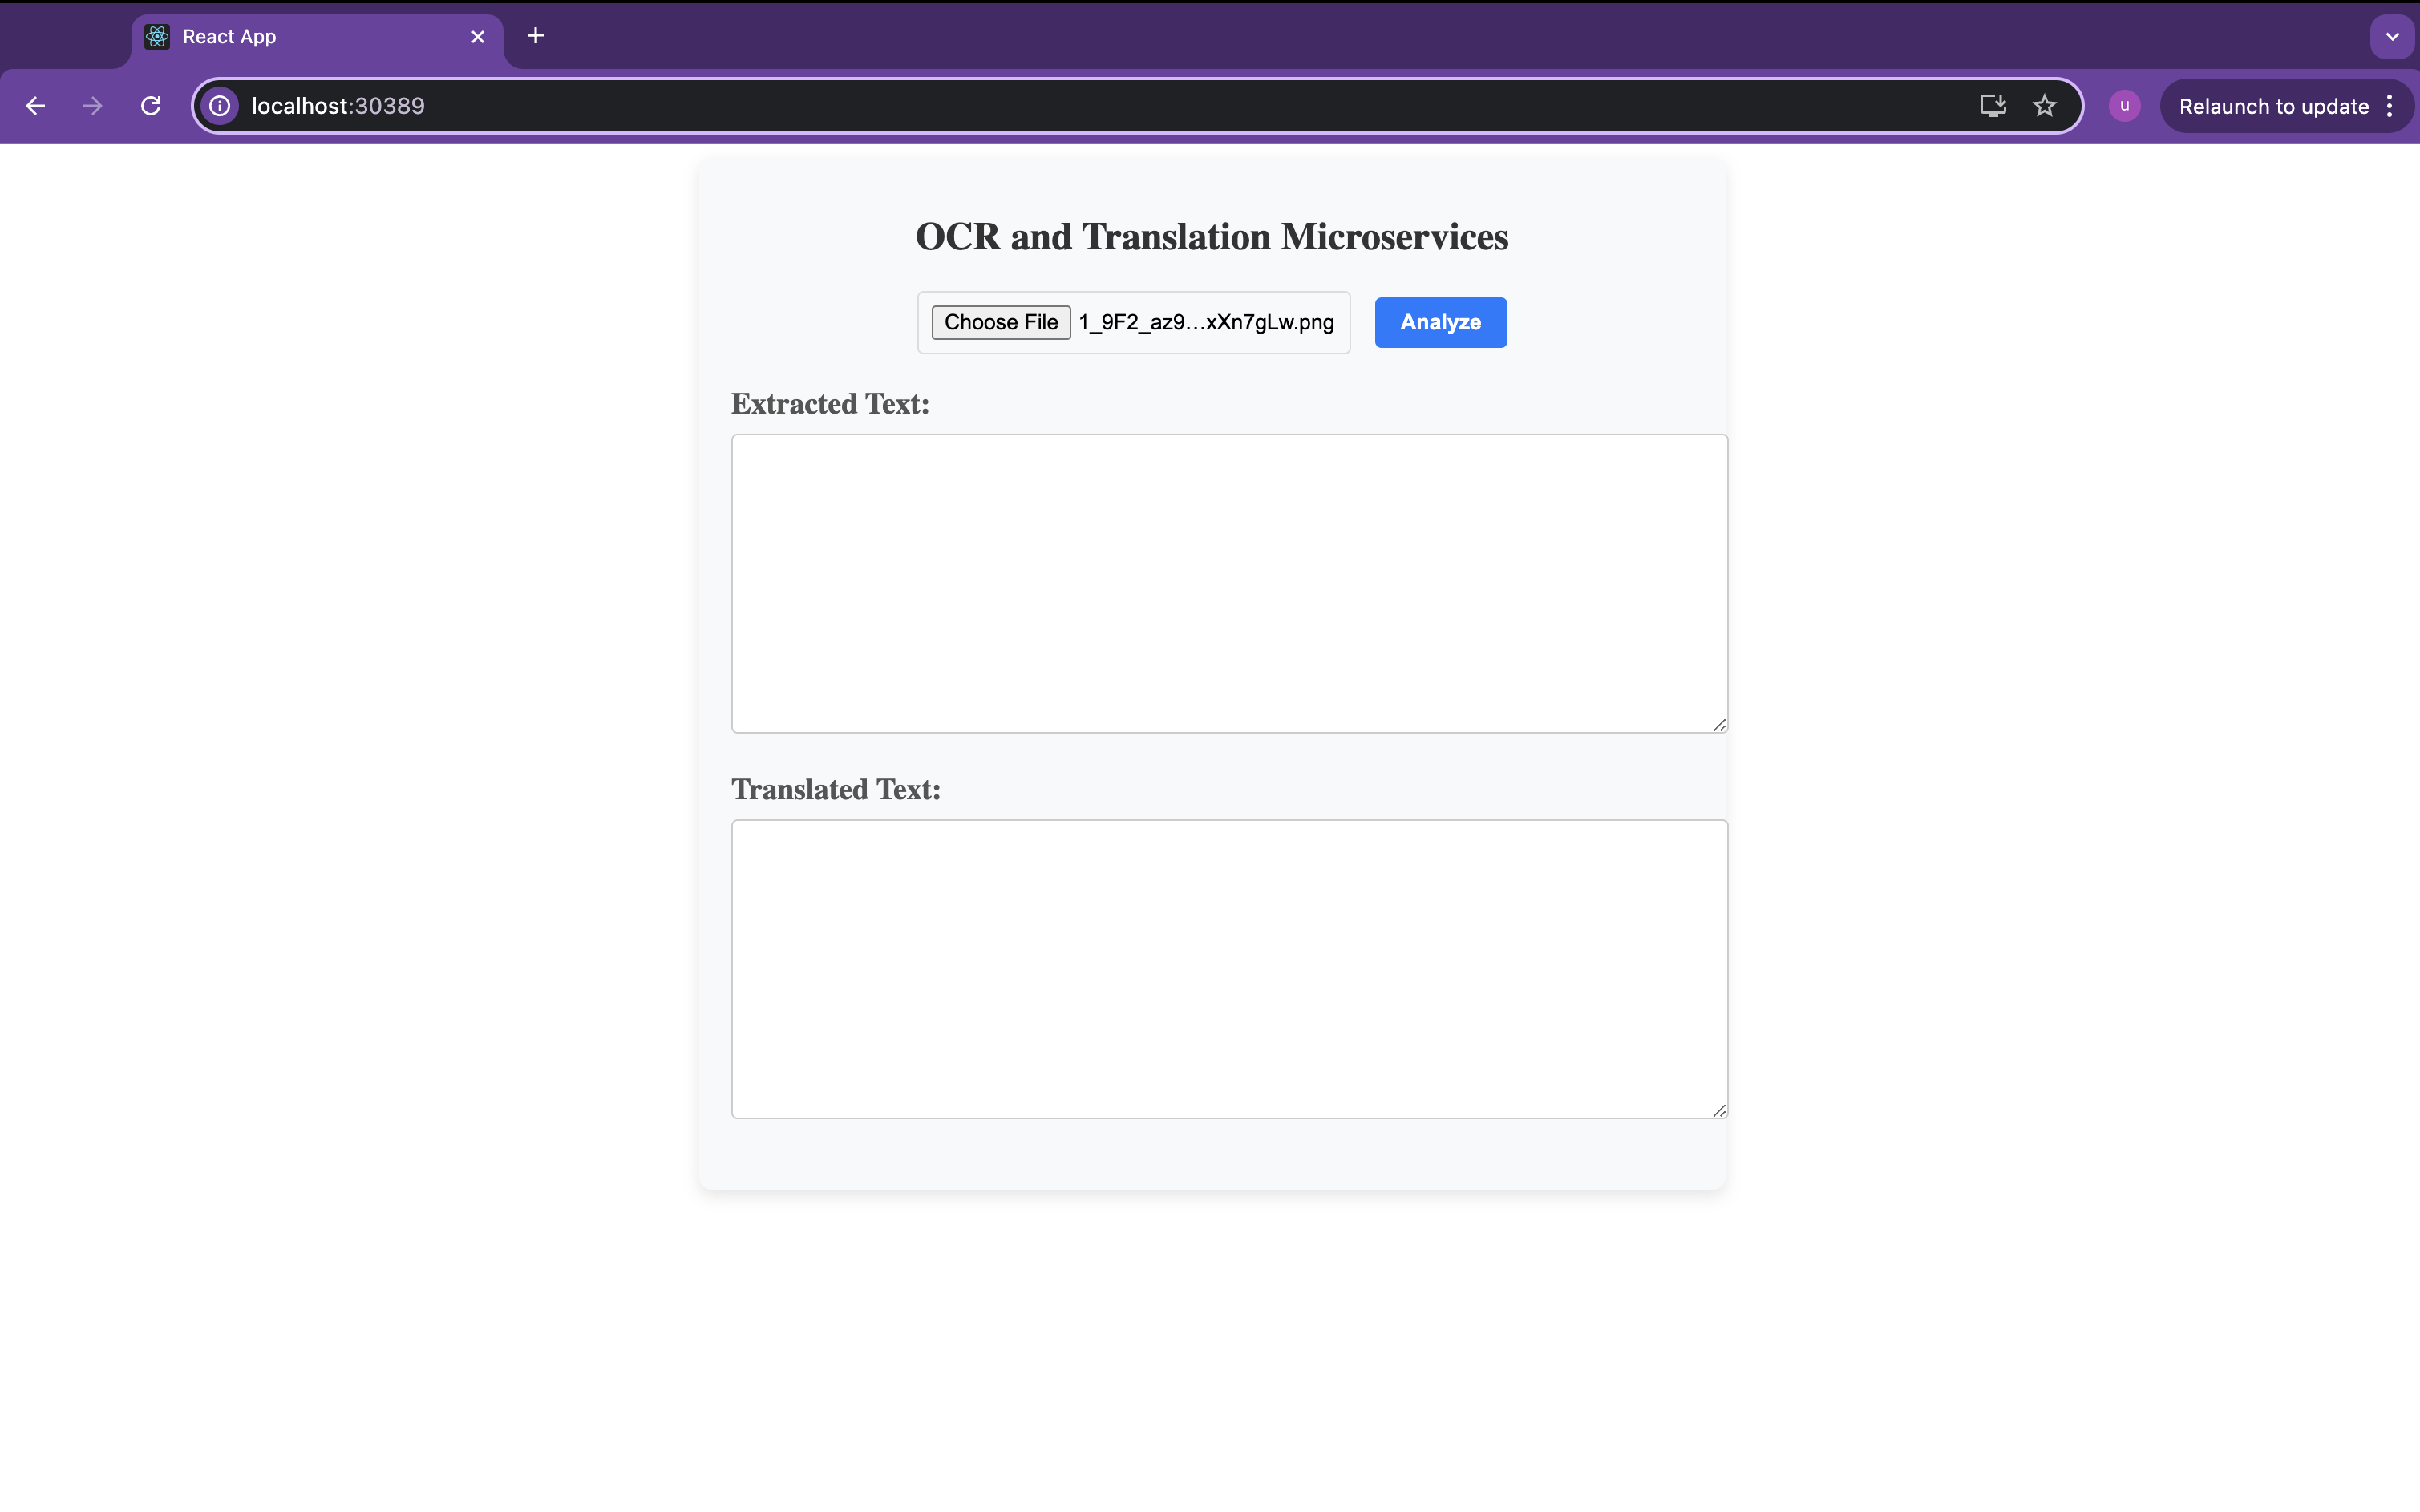 React App
localhost:30389
u
Relaunch to update
OCR and Translation Microservices
Choose File 1_9F2_az9...xXn7gLw.png
Analyze
Extracted Text:
Translated Text: